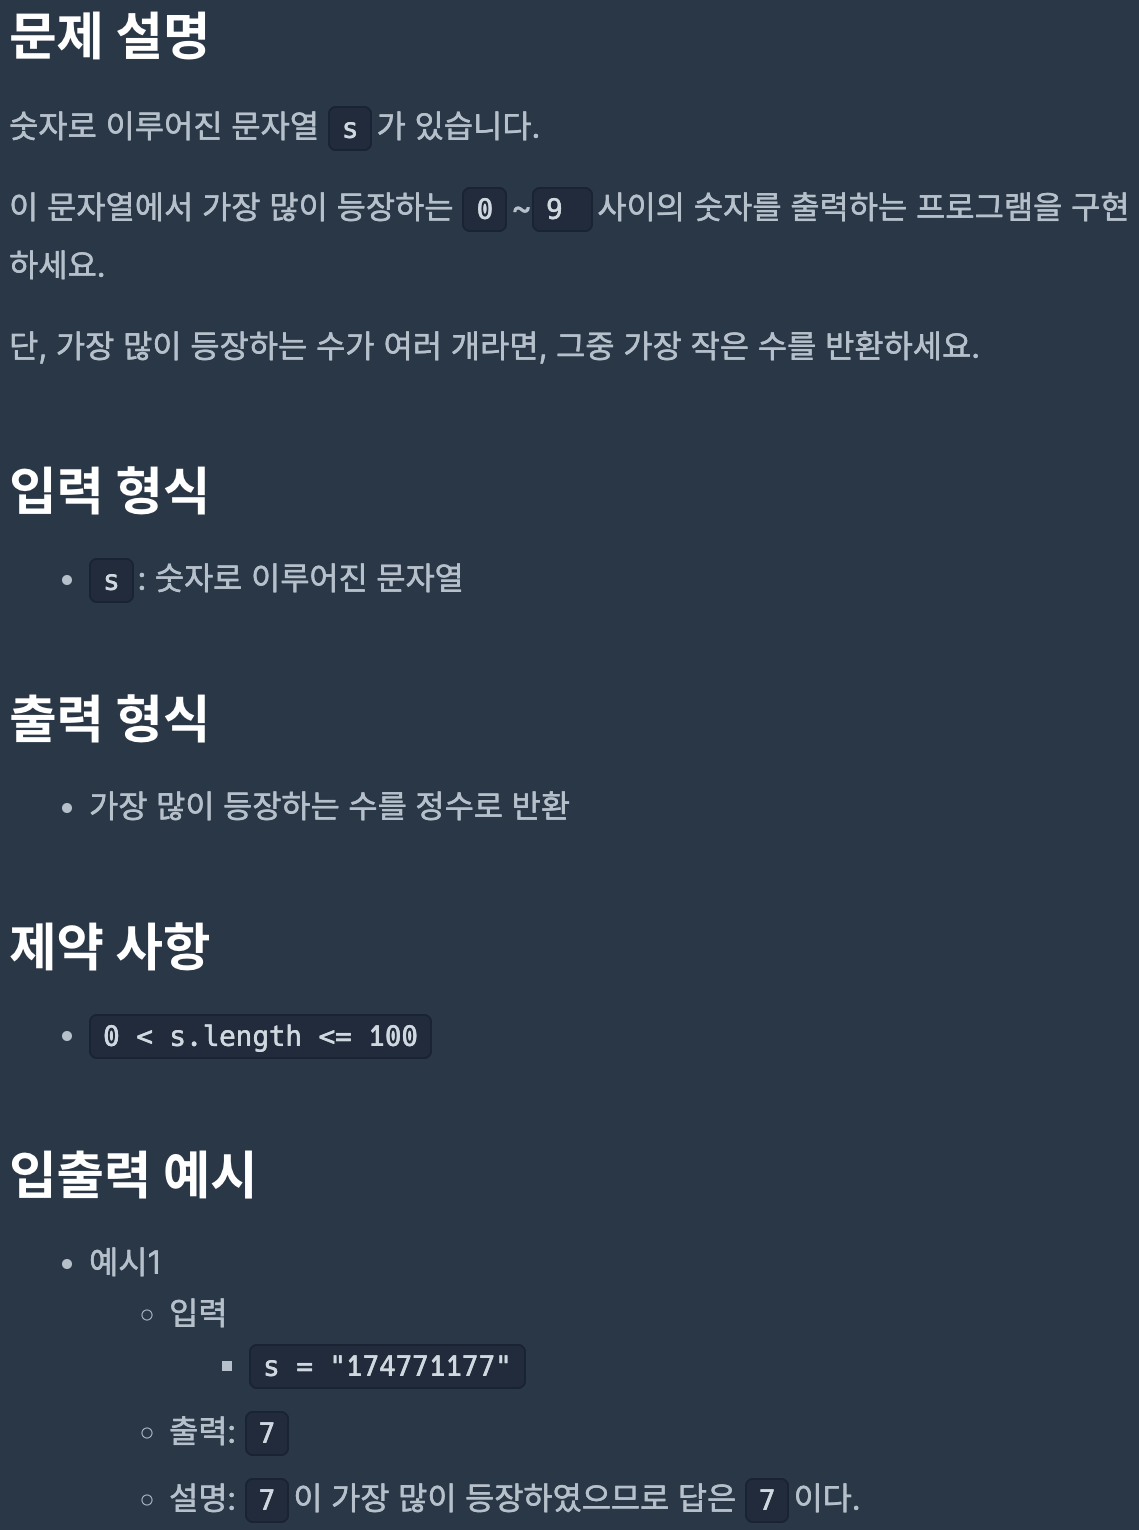 문제 설명
숫자로 이루어진 문자열 s 가 있습니다.
이 문자열에서 가장 많이 등장하는 0 ~ 9 사이의 숫자를 출력하는 프로그램을 구현
하세요.
단, 가장 많이 등장하는 수가 여러 개라면, 그중 가장 작은 수를 반환하세요.
입력 형식
s : 숫자로 이루어진 문자열
출력 형식
가장 많이 등장하는 수를 정수로 반환
제약 사항
0 < s.length <= 100
입출력 예시
예시1
입력
s = "174771177"
출력: 7
설명: 7 이 가장 많이 등장하였으므로 답은 7 이다.